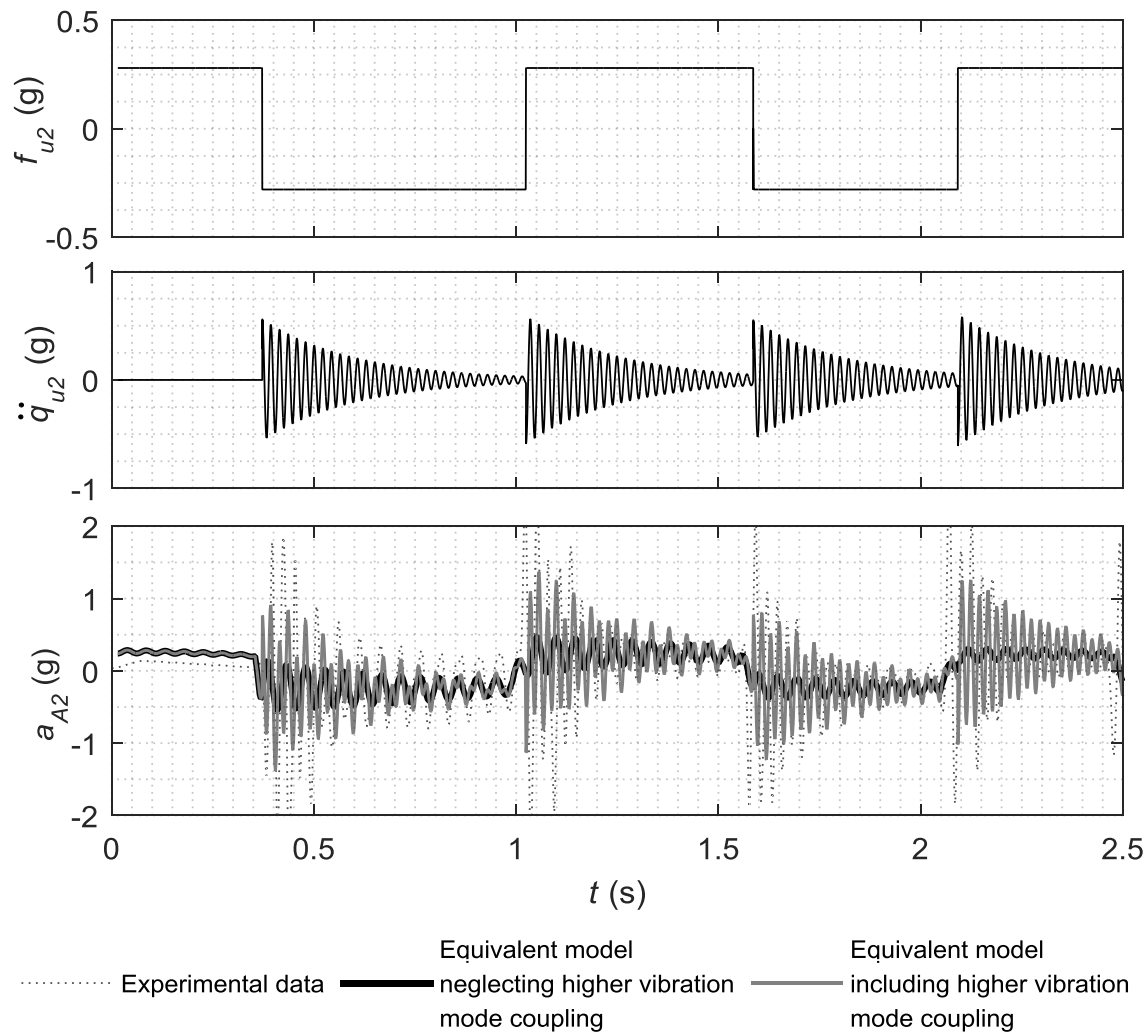 0.5
0
-0.5
f_u2 (g)
1
0
-1
q̈_u2 (g)
2
1
0
-1
-2
a_A2 (g)
0 0.5 1 1.5 2 2.5
t (s)
Experimental data
Equivalent model
neglecting higher vibration
mode coupling
Equivalent model
including higher vibration
mode coupling